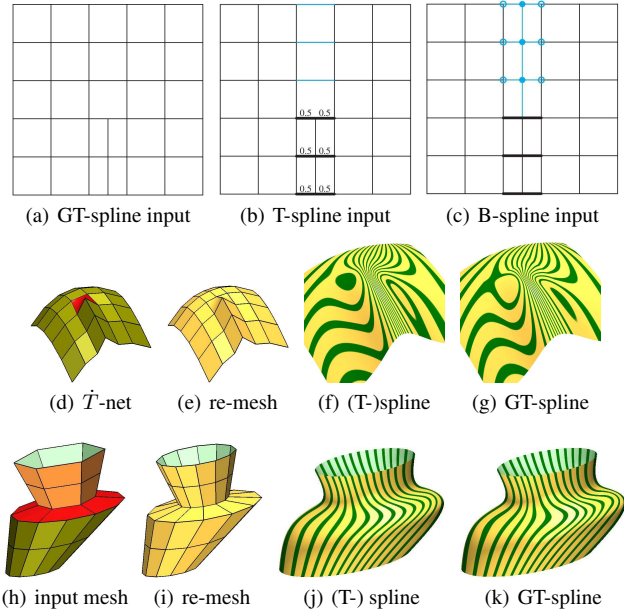 0.5 0.5
0.5 0.5
0.5 0.5
(a) GT-spline input
(b) T-spline input
(c) B-spline input
(d) Ṫ-net
(e) re-mesh
(f) (T-)spline
(g) GT-spline
(h) input mesh
(i) re-mesh
(j) (T-) spline
(k) GT-spline